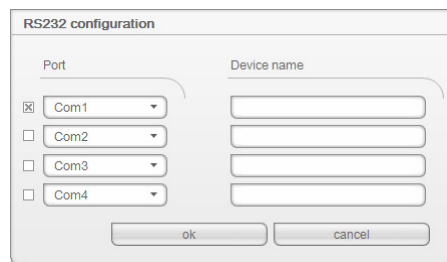 RS232 configuration
Port Device name
Com1
Com2
Com3
Com4
ok cancel